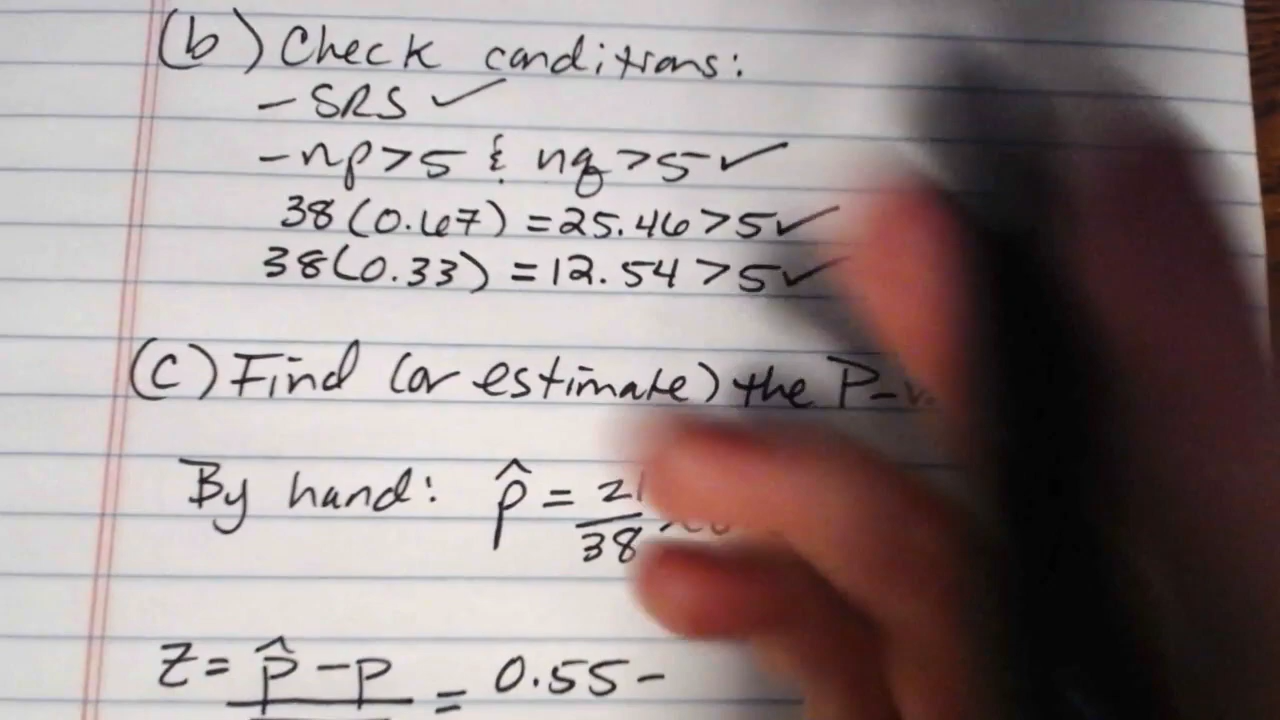 (b) Check conditions:
- SRS ✓
- np > 5 & nq > 5 ✓
38(0.67) = 25.46 > 5 ✓
38(0.33) = 12.54 > 5 ✓
(c) Find (or estimate) the P-
By hand: p̂ = 21
38
z = p̂ - p = 0.55 -